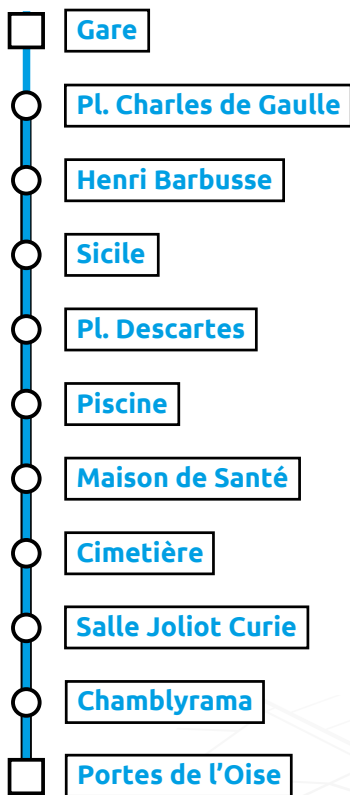 Gare
Pl. Charles de Gaulle
Henri Barbusse
Sicile
Pl. Descartes
Piscine
Maison de Santé
Cimetière
Salle Joliot Curie
Chamblyrama
Portes de l’Oise